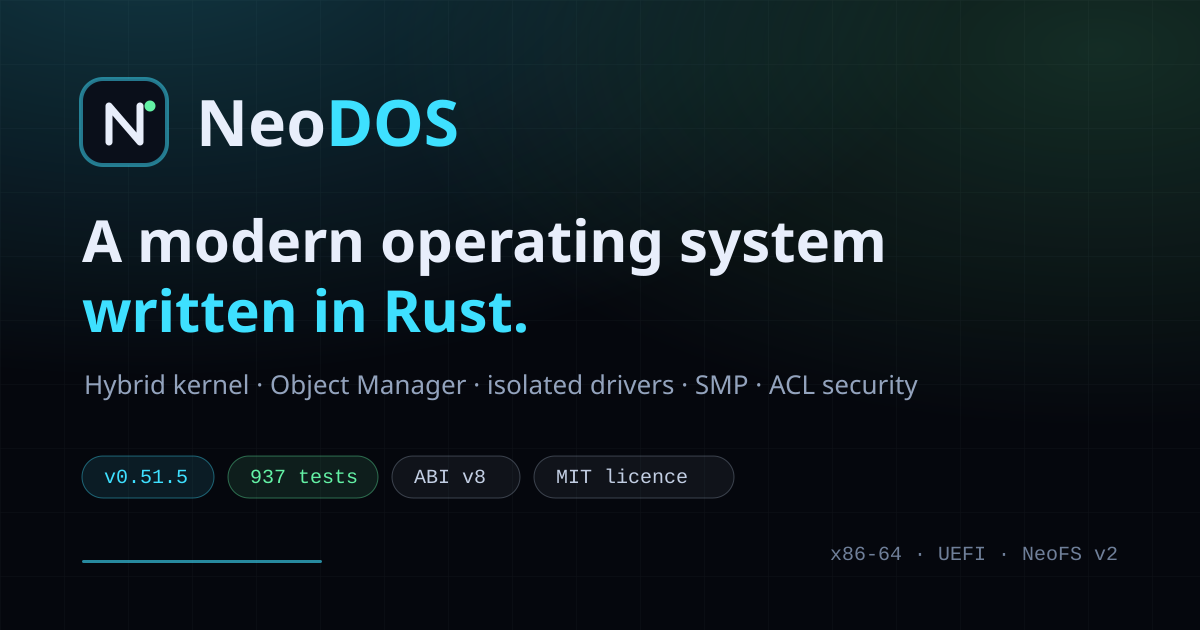 N
NeoDOS
A modern operating system
written in Rust.
Hybrid kernel · Object Manager · isolated drivers · SMP · ACL security
v0.51.5 937 tests ABI v8 MIT licence
x86-64 · UEFI · NeoFS v2